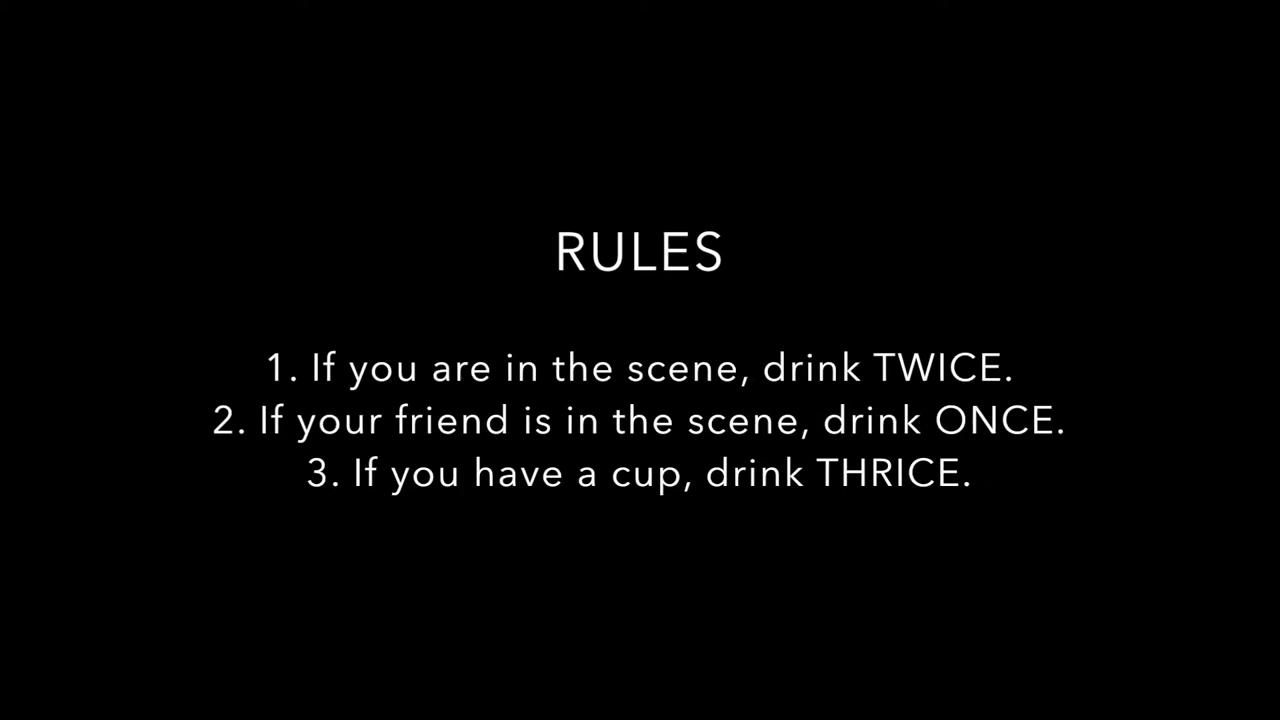 RULES
1. If you are in the scene, drink TWICE.
2. If your friend is in the scene, drink ONCE.
3. If you have a cup, drink THRICE.